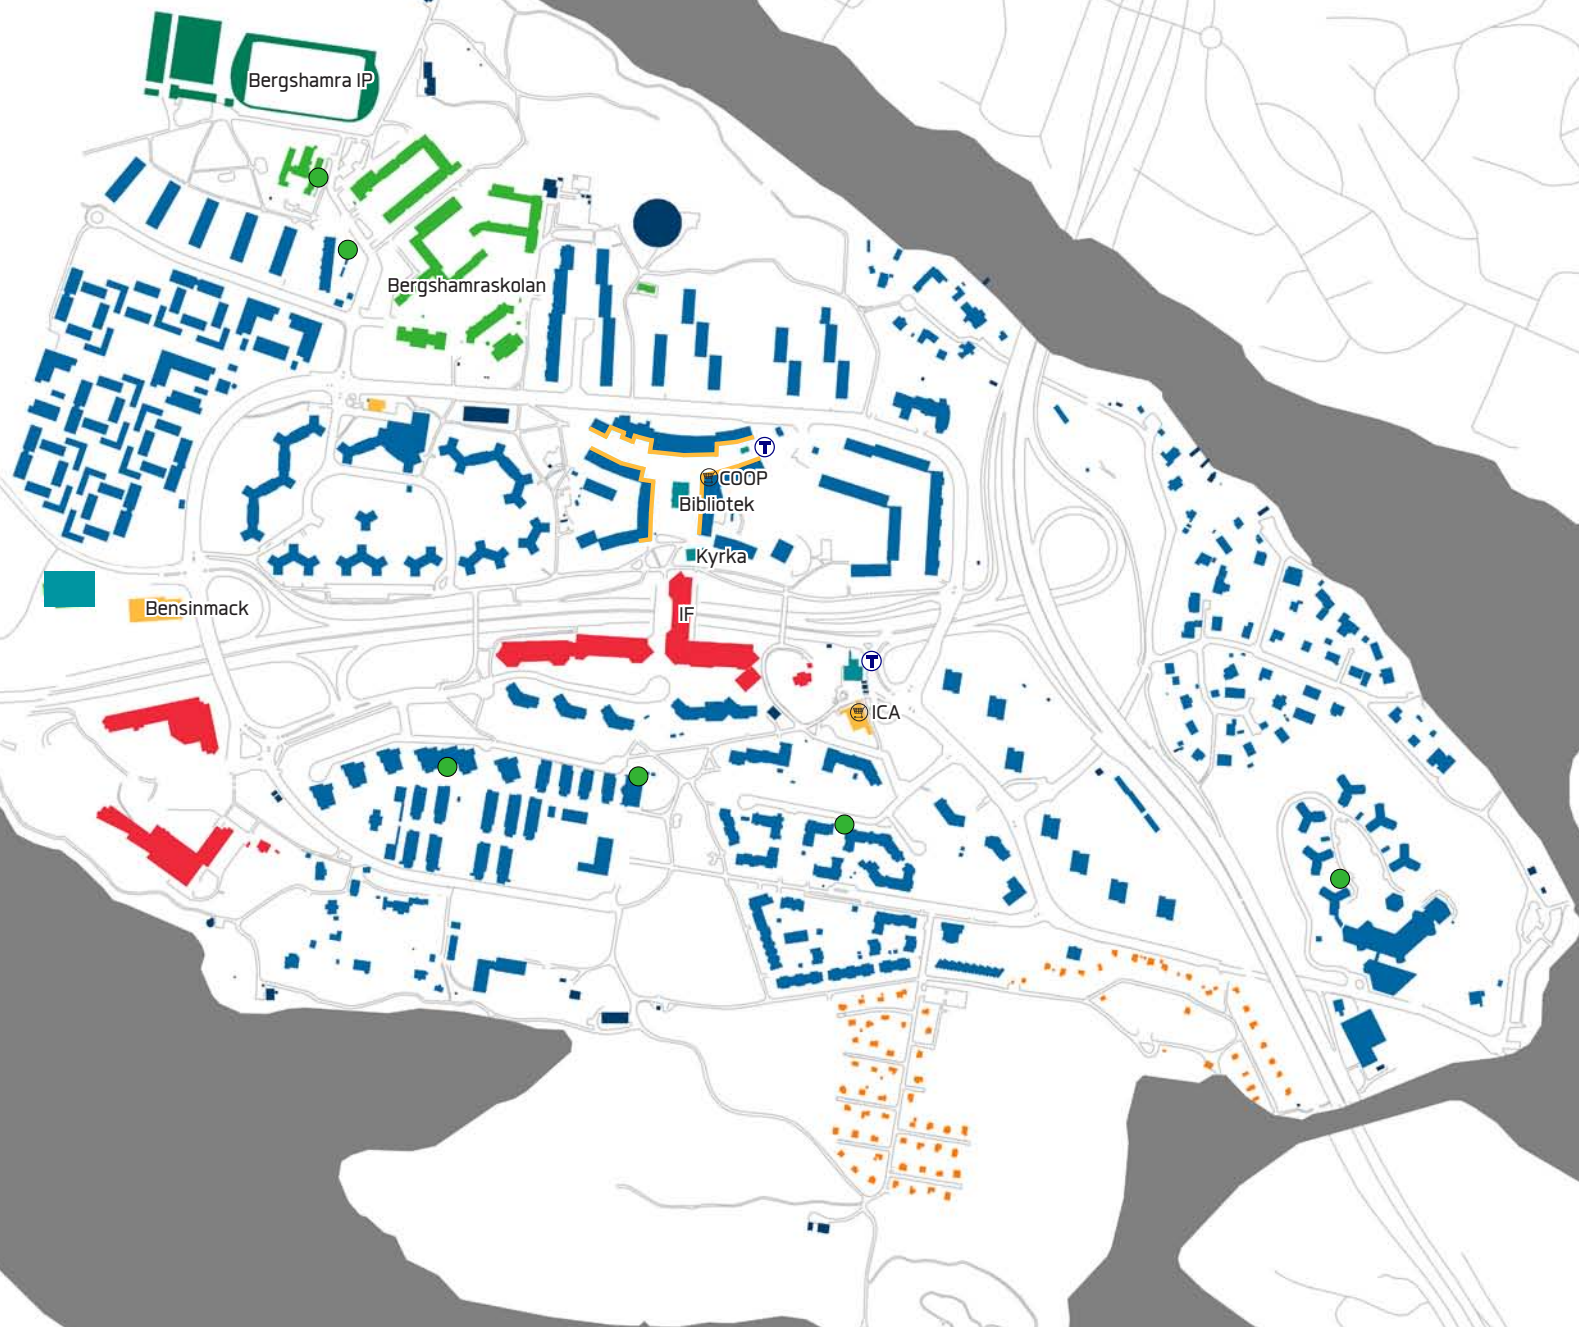 Bergshamra IP
Bergshamraskolan
T
COOP
Bibliotek
Kyrka
Bensinmack
IF
T
ICA